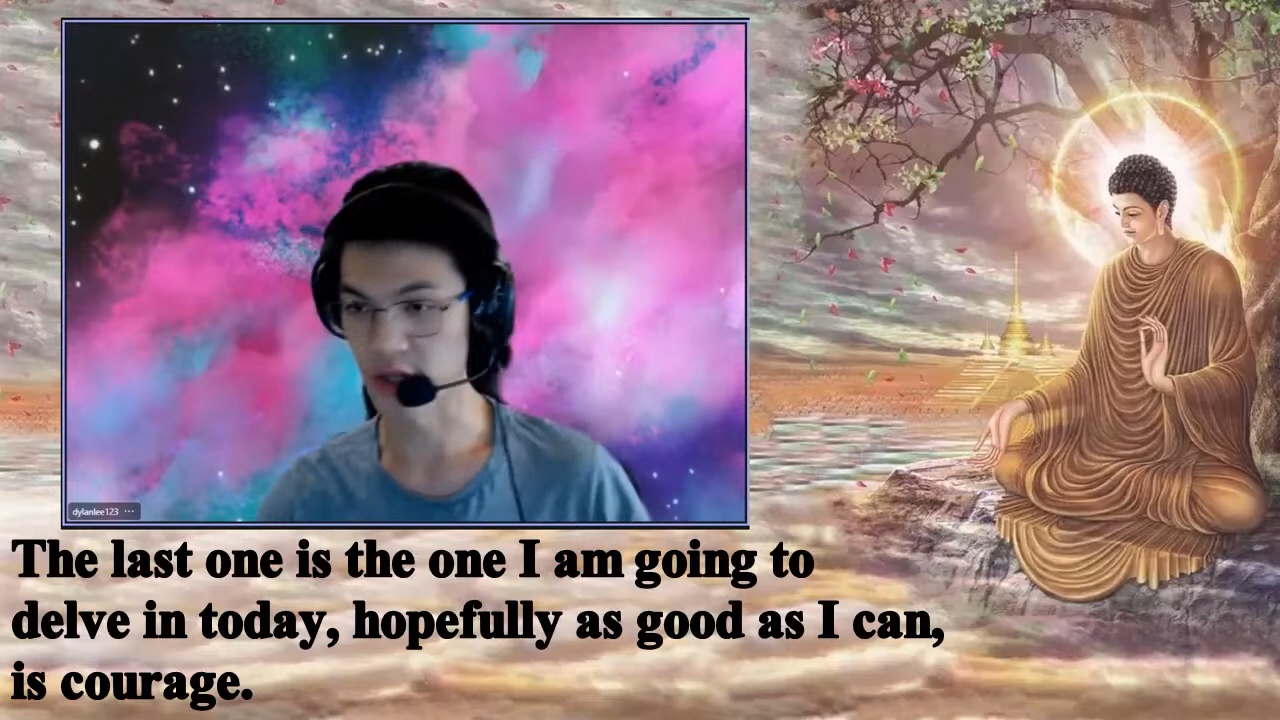 dylanlee123 ...
The last one is the one I am going to
delve in today, hopefully as good as I can,
is courage.